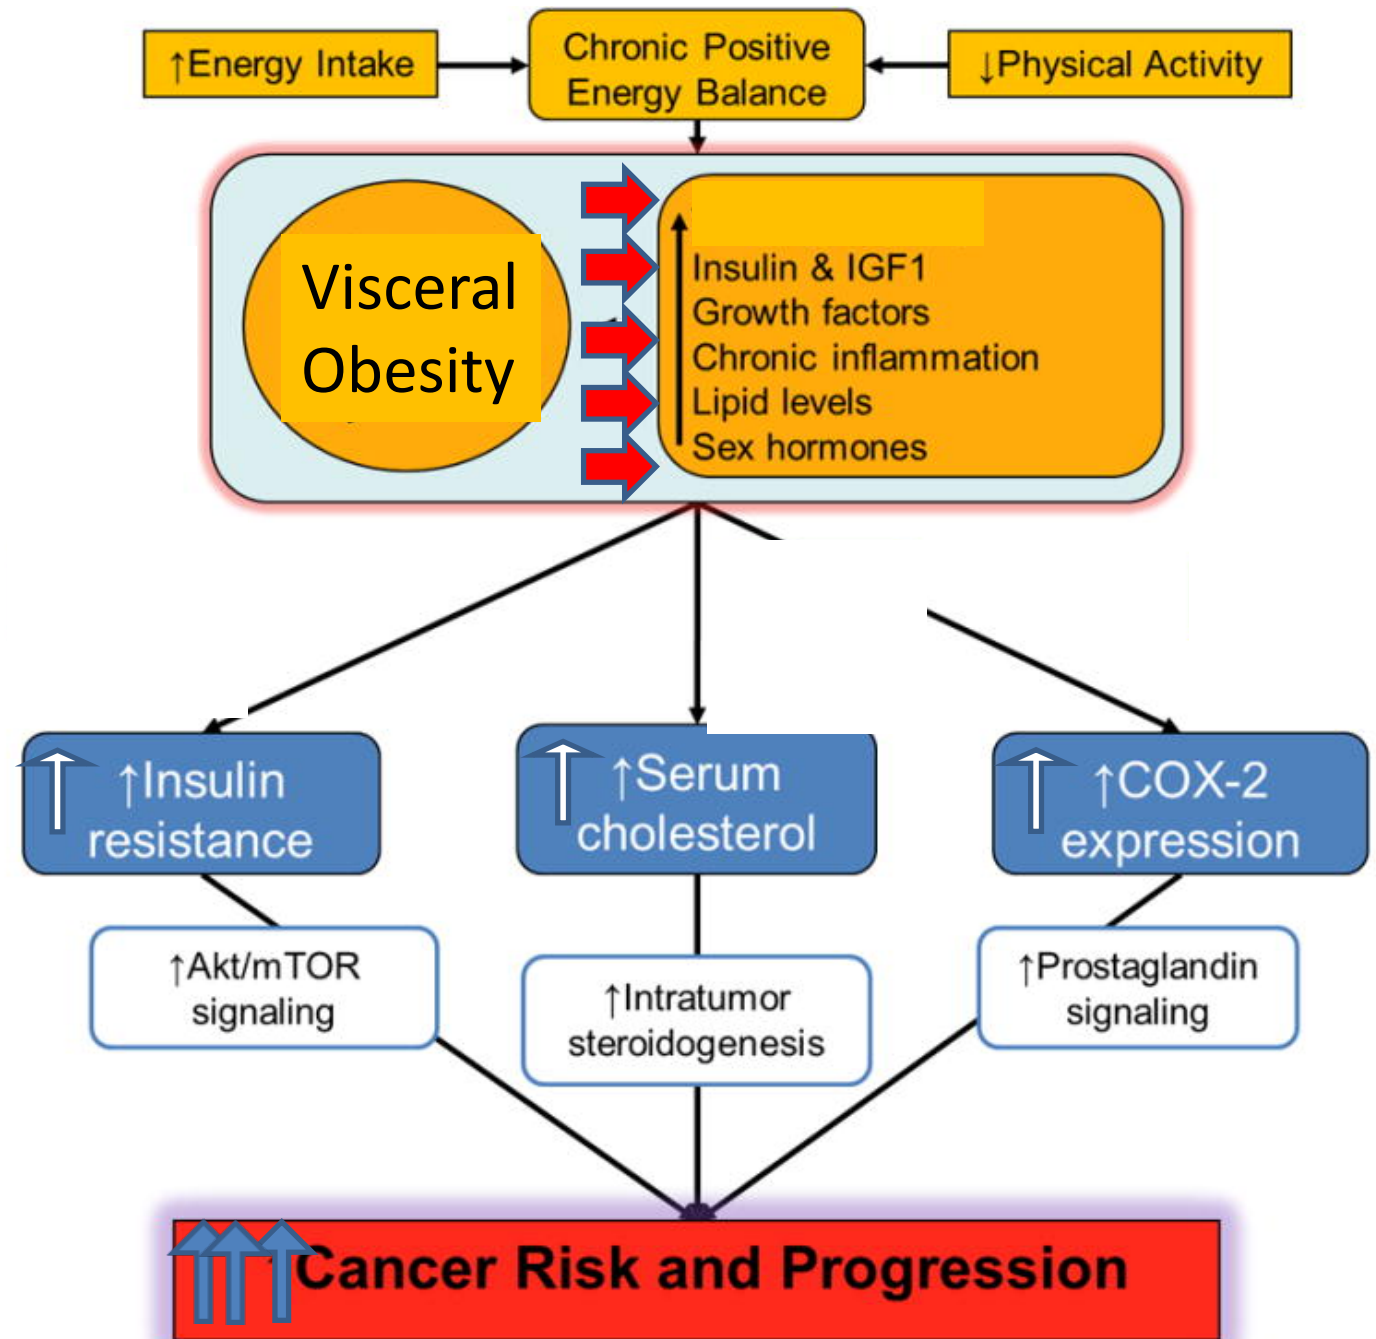 ↑Energy Intake
Chronic Positive
Energy Balance
↓Physical Activity
Visceral
Obesity
Insulin & IGF1
Growth factors
Chronic inflammation
Lipid levels
Sex hormones
↑Insulin
resistance
↑Serum
cholesterol
↑COX-2
expression
↑Akt/mTOR
signaling
↑Intratumor
steroidogenesis
↑Prostaglandin
signaling
Cancer Risk and Progression